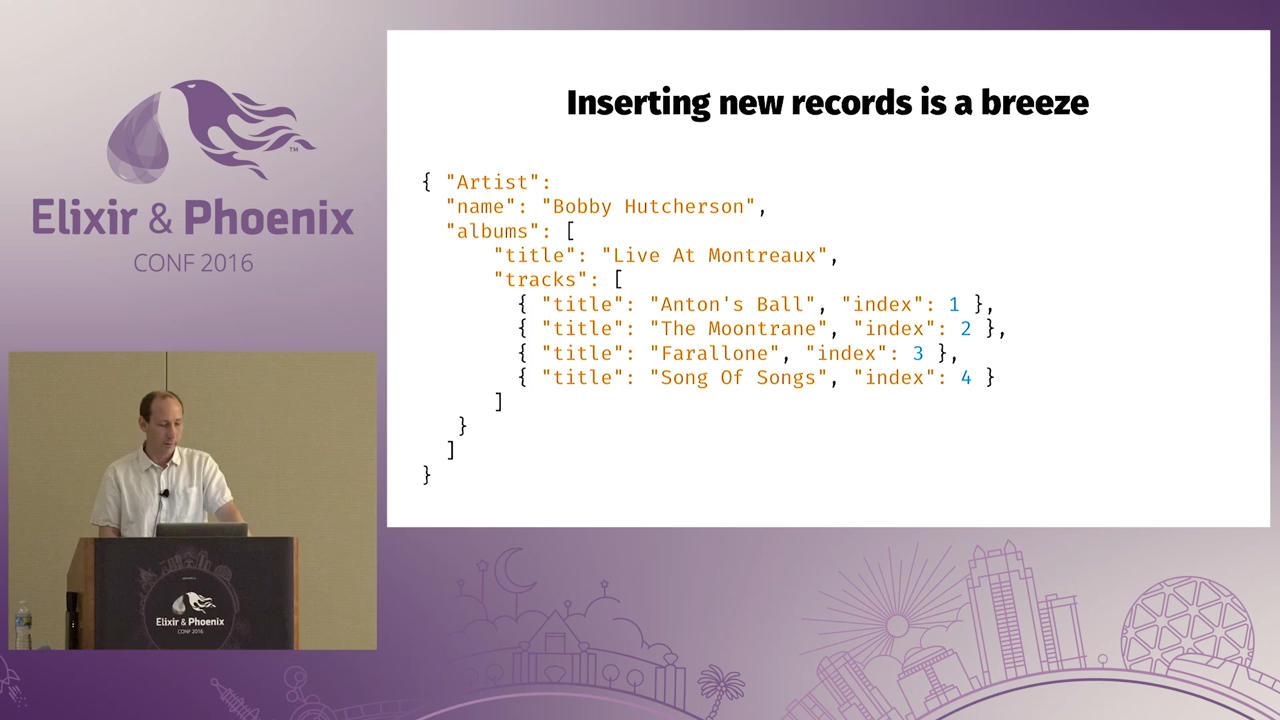 Elixir & Phoenix
CONF 2016
TM
Inserting new records is a breeze
{ "Artist":
"name": "Bobby Hutcherson",
"albums": [
"title": "Live At Montreaux",
"tracks": [
{ "title": "Anton's Ball", "index": 1 },
{ "title": "The Moontrane", "index": 2 },
{ "title": "Farallone", "index": 3 },
{ "title": "Song Of Songs", "index": 4 }
]
}
]
}
Elixir & Phoenix
CONF 2016